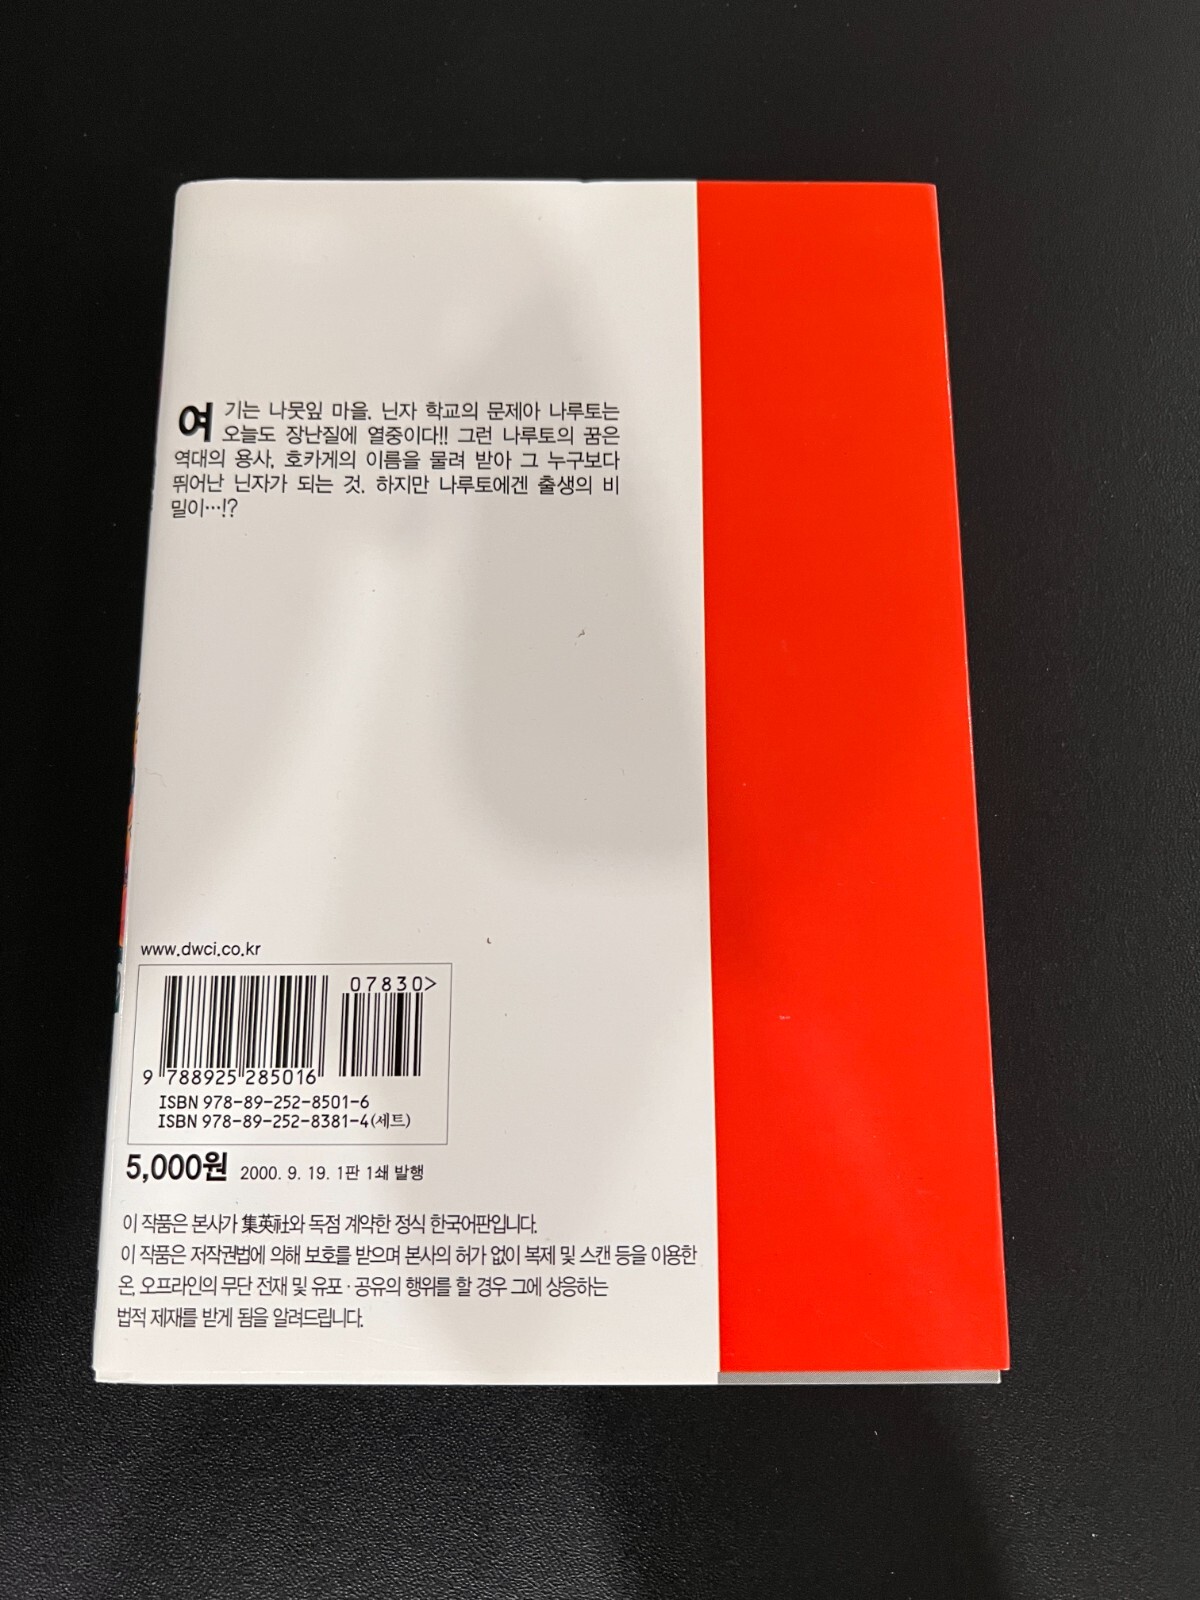 여기는 나뭇잎 마을. 닌자 학교의 문제아 나루토는
오늘도 장난질에 열중이다!! 그런 나루토의 꿈은
역대의 용사, 호카게의 이름을 물려 받아 그 누구보다
뛰어난 닌자가 되는 것. 하지만 나루토에겐 출생의 비
밀이…!?
www.dwci.co.kr
07830>
9 788925 285016
ISBN 978-89-252-8501-6
ISBN 978-89-252-8381-4(세트)
5,000원 2000. 9. 19. 1판 1쇄 발행
이 작품은 본사가 集英社와 독점 계약한 정식 한국어판입니다.
이 작품은 저작권법에 의해 보호를 받으며 본사의 허가 없이 복제 및 스캔 등을 이용한
온, 오프라인의 무단 전재 및 유포·공유의 행위를 할 경우 그에 상응하는
법적 제재를 받게 됨을 알려드립니다.